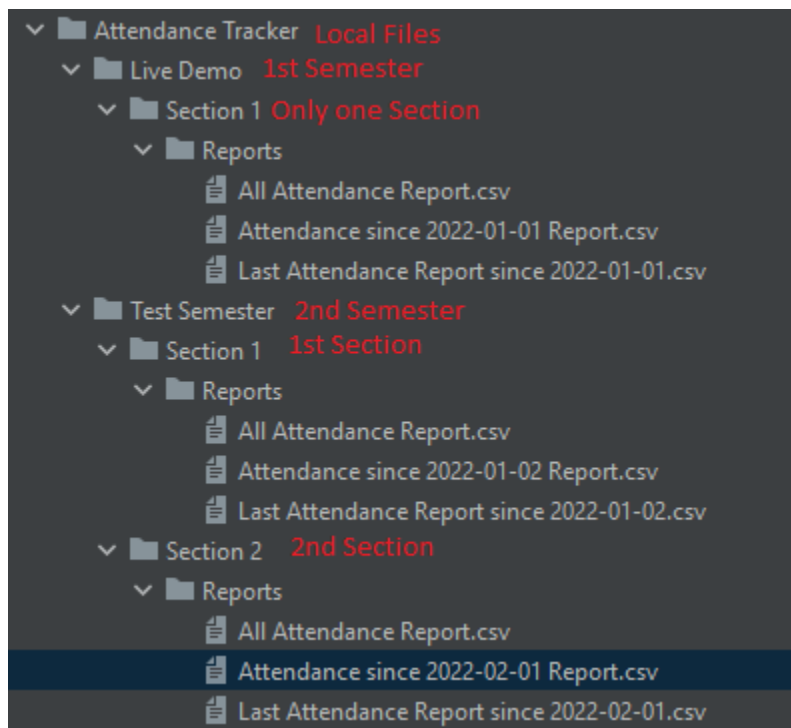 Attendance Tracker Local Files
Live Demo 1st Semester
Section 1 Only one Section
Reports
All Attendance Report.csv
Attendance since 2022-01-01 Report.csv
Last Attendance Report since 2022-01-01.csv
Test Semester 2nd Semester
Section 1 1st Section
Reports
All Attendance Report.csv
Attendance since 2022-01-02 Report.csv
Last Attendance Report since 2022-01-02.csv
Section 2 2nd Section
Reports
All Attendance Report.csv
Attendance since 2022-02-01 Report.csv
Last Attendance Report since 2022-02-01.csv